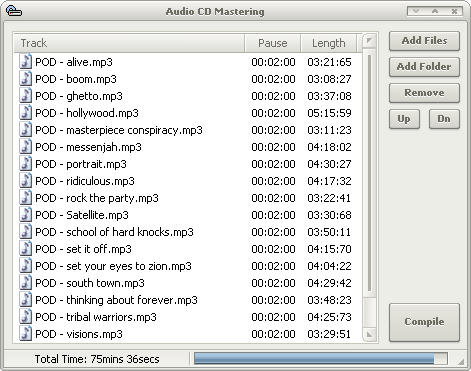 Audio CD Mastering
Track Pause Length
POD - alive.mp3 00:02:00 03:21:65
POD - boom.mp3 00:02:00 03:08:27
POD - ghetto.mp3 00:02:00 03:37:08
POD - hollywood.mp3 00:02:00 05:15:59
POD - masterpiece conspiracy.mp3 00:02:00 03:11:23
POD - messenjah.mp3 00:02:00 04:18:02
POD - portrait.mp3 00:02:00 04:30:27
POD - ridiculous.mp3 00:02:00 04:17:32
POD - rock the party.mp3 00:02:00 03:22:41
POD - Satellite.mp3 00:02:00 03:30:68
POD - school of hard knocks.mp3 00:02:00 03:50:11
POD - set it off.mp3 00:02:00 04:15:70
POD - set your eyes to zion.mp3 00:02:00 04:04:22
POD - south town.mp3 00:02:00 04:29:42
POD - thinking about forever.mp3 00:02:00 03:48:23
POD - tribal warriors.mp3 00:02:00 04:25:73
POD - visions.mp3 00:02:00 03:29:51
Add Files
Add Folder
Remove
Up Dn
Compile
Total Time: 75mins 36secs